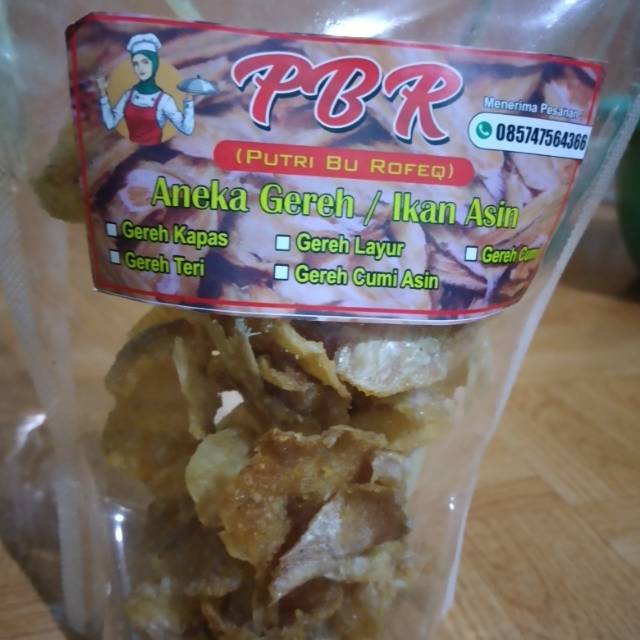 PBR
Menerima Pesanan
085747564366
(PUTRI BU ROFEQ)
Aneka Gereh / Ikan Asin
Gereh Kapas
Gereh Layur
Gereh
Gereh Teri
Gereh Cumi Asin